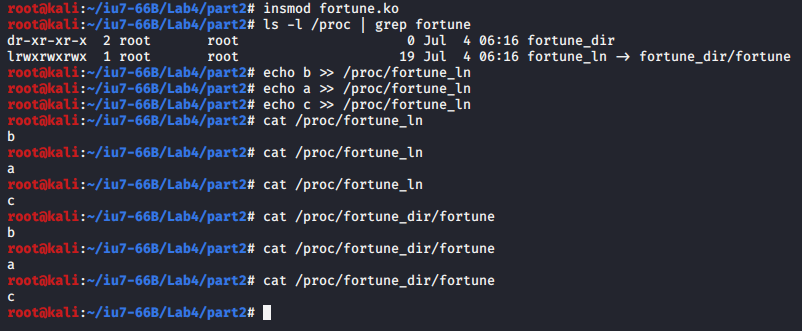 root@kali:~/iu7-66B/Lab4/part2# insmod fortune.ko
root@kali:~/iu7-66B/Lab4/part2# ls -l /proc | grep fortune
dr-xr-xr-x  2 root       root               0 Jul  4 06:16 fortune_dir
lrwxrwxrwx  1 root       root              19 Jul  4 06:16 fortune_ln → fortune_dir/fortune
root@kali:~/iu7-66B/Lab4/part2# echo b >> /proc/fortune_ln
root@kali:~/iu7-66B/Lab4/part2# echo a >> /proc/fortune_ln
root@kali:~/iu7-66B/Lab4/part2# echo c >> /proc/fortune_ln
root@kali:~/iu7-66B/Lab4/part2# cat /proc/fortune_ln
b
root@kali:~/iu7-66B/Lab4/part2# cat /proc/fortune_ln
a
root@kali:~/iu7-66B/Lab4/part2# cat /proc/fortune_ln
c
root@kali:~/iu7-66B/Lab4/part2# cat /proc/fortune_dir/fortune
b
root@kali:~/iu7-66B/Lab4/part2# cat /proc/fortune_dir/fortune
a
root@kali:~/iu7-66B/Lab4/part2# cat /proc/fortune_dir/fortune
c
root@kali:~/iu7-66B/Lab4/part2#